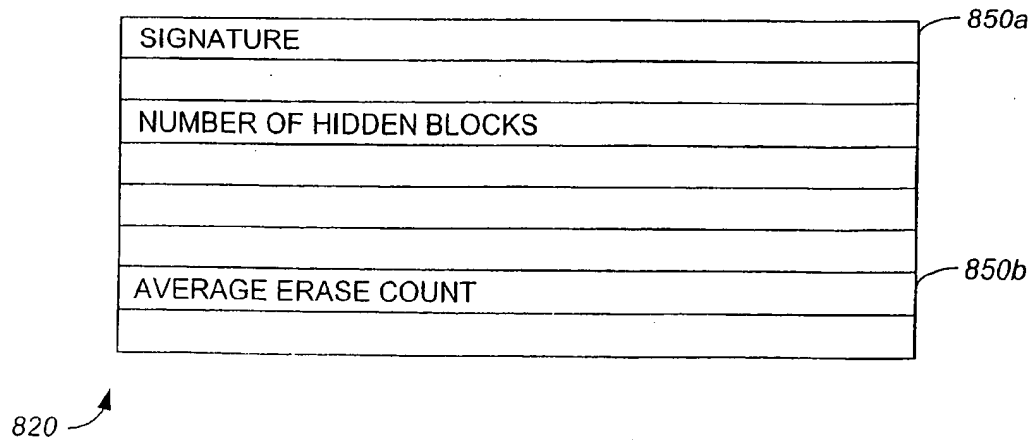 850a
SIGNATURE
NUMBER OF HIDDEN BLOCKS
850b
AVERAGE ERASE COUNT
820